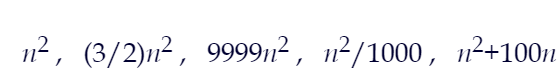 n², (3/2)n², 9999n², n²/1000, n²+100n